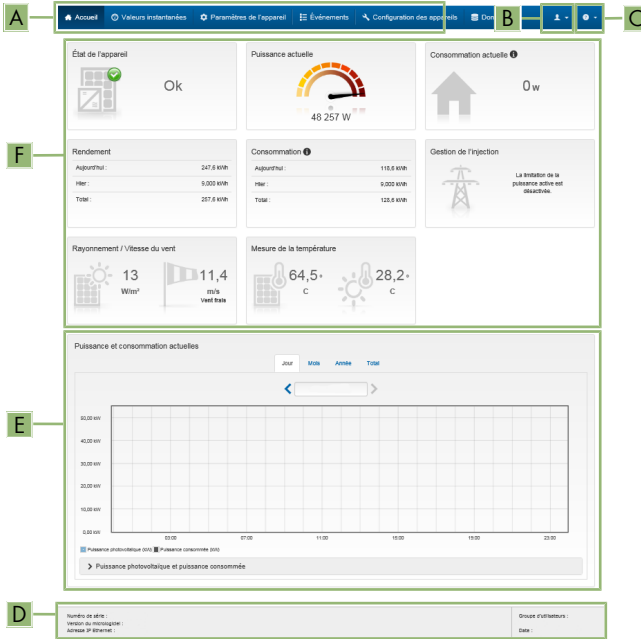 A
Accueil
Valeurs instantanées
Paramètres de l'appareil
Événements
Configuration des appareils
B
C
État de l'appareil
Ok
Puissance actuelle
48 257 W
Consommation actuelle
0 w
F
Rendement
Aujourd'hui :
247,6 kWh
Hier :
9,000 kWh
Total :
257,6 kWh
Consommation
Aujourd'hui :
118,6 kWh
Hier :
9,000 kWh
Total :
128,6 kWh
Gestion de l'injection
La limitation de la
puissance active est
désactivée.
Rayonnement / Vitesse du vent
13
W/m²
11,4
m/s
Vent frais
Mesure de la température
64,5°
C
28,2°
C
Puissance et consommation actuelles
Jour
Mois
Année
Total
E
50,00 kW
40,00 kW
30,00 kW
20,00 kW
10,00 kW
0,00 kW
03:00
07:00
11:00
15:00
19:00
23:00
Puissance photovoltaïque (kW)
Puissance consommée (kW)
Puissance photovoltaïque et puissance consommée
D
Numéro de série :
Version du micrologiciel :
Adresse IP Ethernet :
Groupe d'utilisateurs :
Date :